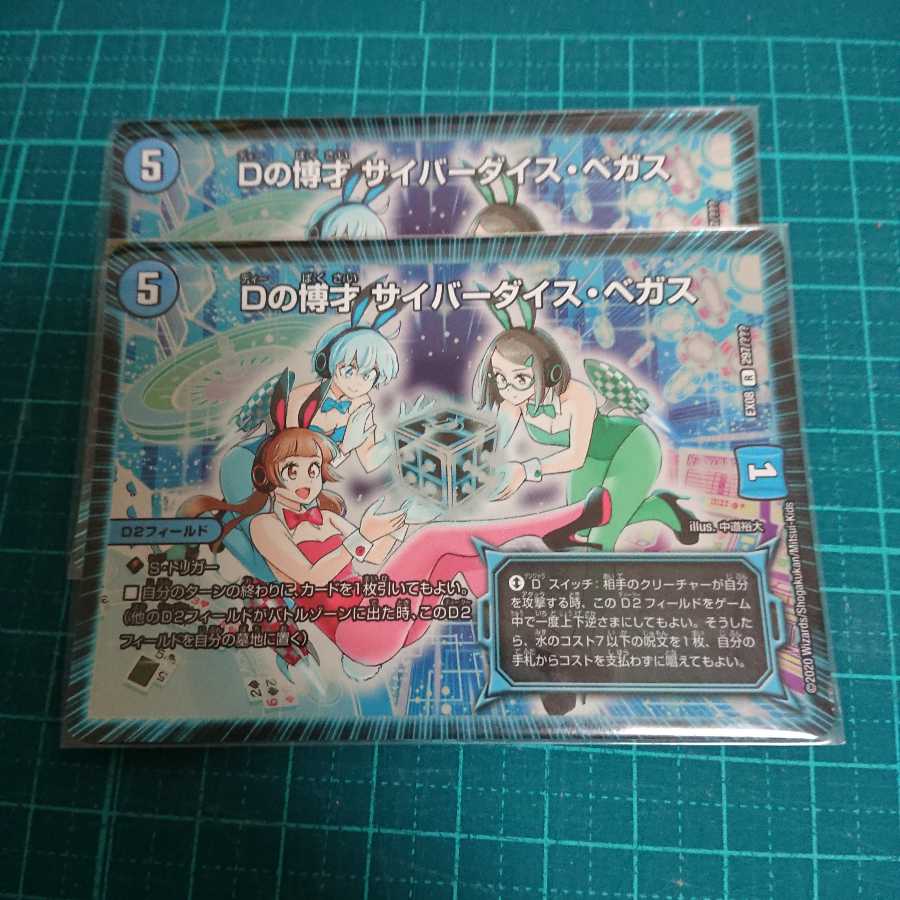 5
Dの博才 サイバーダイス・ベガス
ディー ばくさい
5
Dの博才 サイバーダイス・ベガス
ディー ばくさい
EX08 R 297/???
1
illus. 中道裕大
D2フィールド
S・トリガー
■自分のターンの終わりに、カードを1枚引いてもよい。
(他のD2フィールドがバトルゾーンに出た時、このD2
フィールドを自分の墓地に置く)
D スイッチ:相手のクリーチャーが自分
を攻撃する時、この D2 フィールドをゲーム
中で一度上下逆さまにしてもよい。そうした
ら、水のコスト7以下の呪文を1枚、自分の
手札からコストを支払わずに唱えてもよい。
©2020 Wizards/Shogakukan/Mitsui-Kids